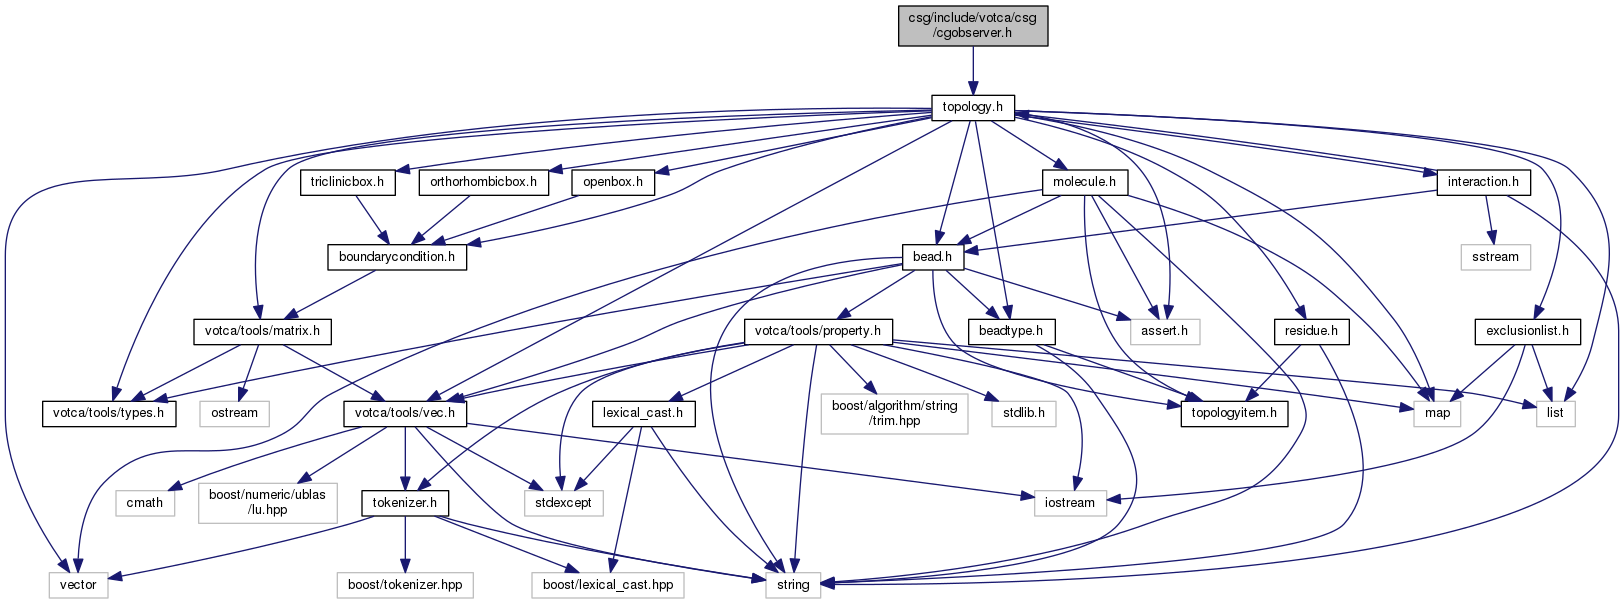 csg/include/votca/csg
/cgobserver.h
topology.h
triclinicbox.h
orthorhombicbox.h
openbox.h
molecule.h
interaction.h
boundarycondition.h
bead.h
sstream
votca/tools/matrix.h
votca/tools/property.h
beadtype.h
assert.h
residue.h
exclusionlist.h
votca/tools/types.h
ostream
votca/tools/vec.h
lexical_cast.h
boost/algorithm/string
/trim.hpp
stdlib.h
topologyitem.h
map
list
cmath
boost/numeric/ublas
/lu.hpp
tokenizer.h
stdexcept
iostream
vector
boost/tokenizer.hpp
boost/lexical_cast.hpp
string